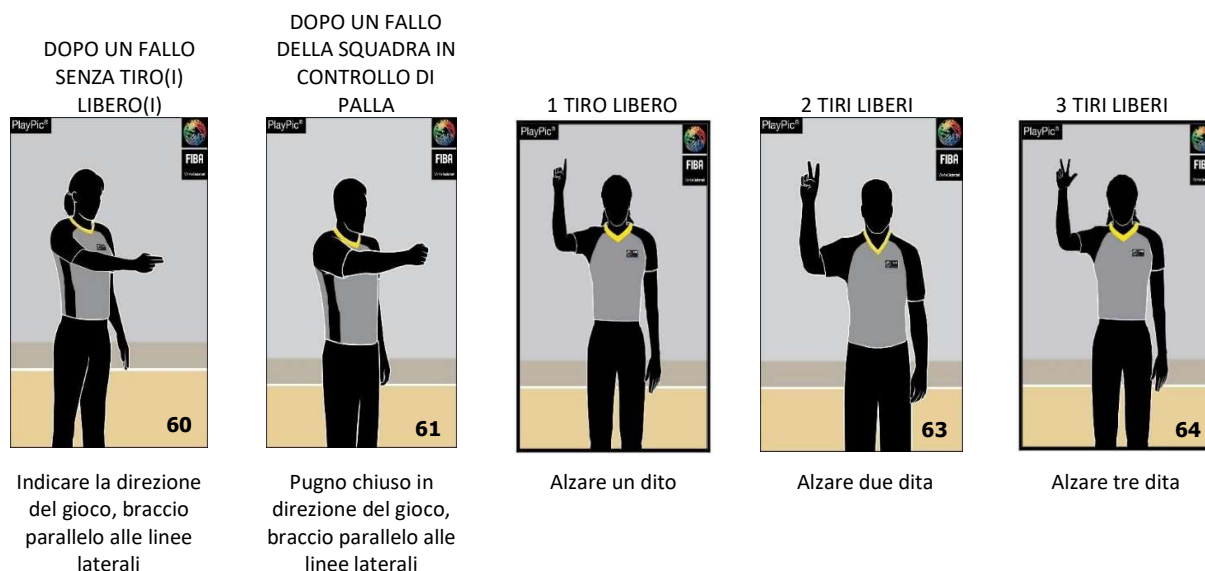 DOPO UN FALLO
SENZA TIRO(I)
LIBERO(I)
DOPO UN FALLO
DELLA SQUADRA IN
CONTROLLO DI
PALLA
1 TIRO LIBERO
2 TIRI LIBERI
3 TIRI LIBERI
PlayPic®
FIBA
60
PlayPic®
FIBA
61
PlayPic®
FIBA
PlayPic®
FIBA
63
PlayPic®
FIBA
64
Indicare la direzione
del gioco, braccio
parallelo alle linee
laterali
Pugno chiuso in
direzione del gioco,
braccio parallelo alle
linee laterali
Alzare un dito
Alzare due dita
Alzare tre dita